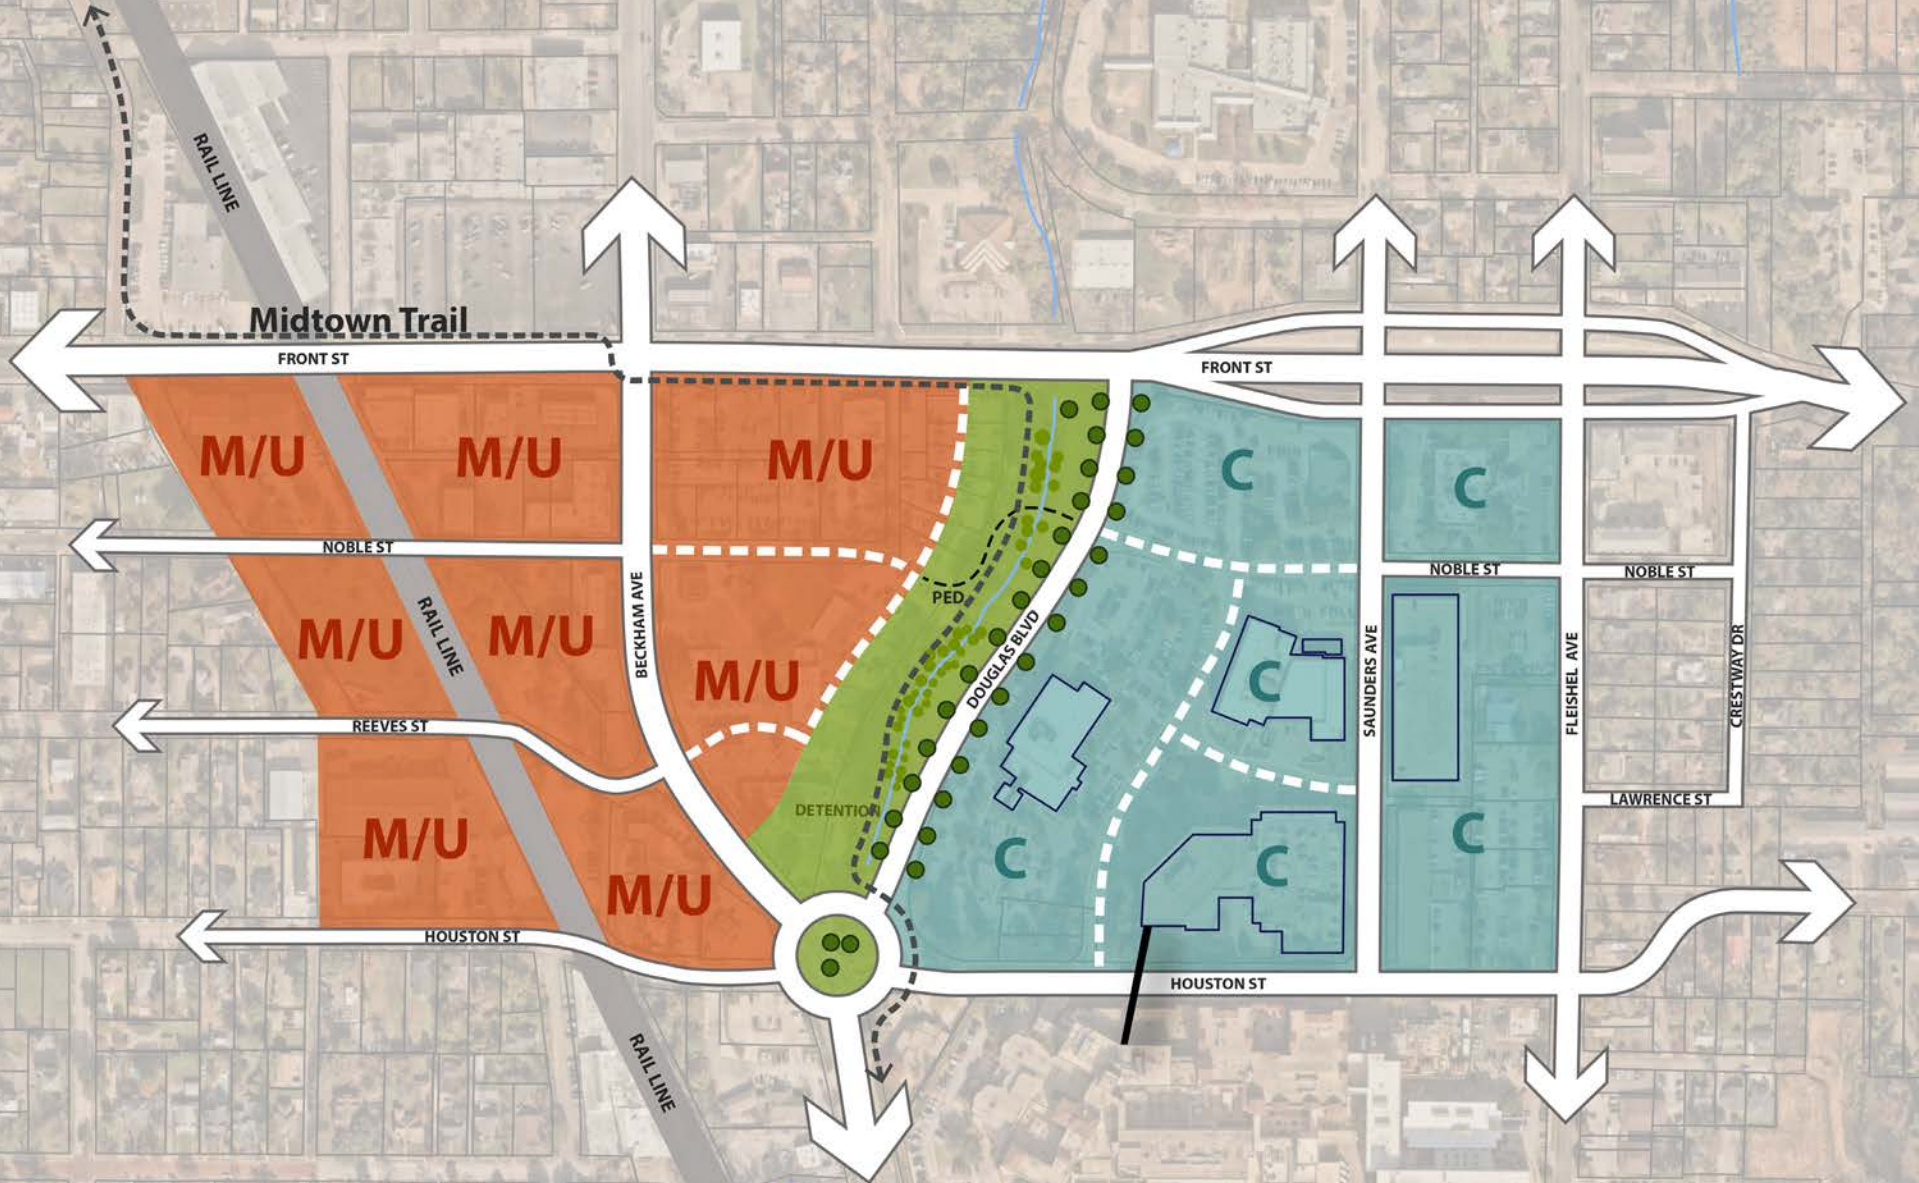 RAIL LINE
Midtown Trail
FRONT ST
FRONT ST
M/U
M/U
M/U
C
C
NOBLE ST
NOBLE ST
NOBLE ST
PED
BECKHAM AVE
RAIL LINE
M/U
M/U
M/U
DOUGLAS BLVD
C
SAUNDERS AVE
FLEISHEL AVE
CRESTWAY DR
REEVES ST
DETENTION
LAWRENCE ST
M/U
M/U
C
C
C
HOUSTON ST
HOUSTON ST
RAIL LINE